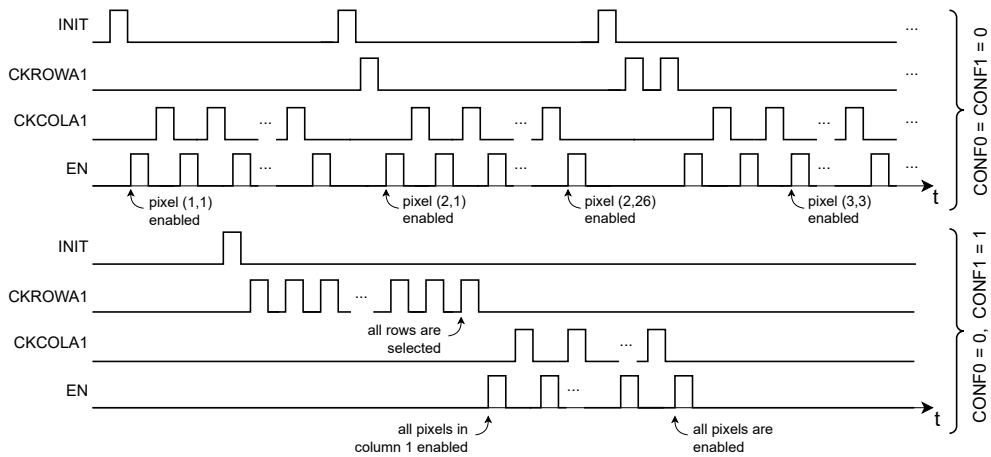 INIT
...
CKROWA1
...
CKCOLA1
...
...
...
...
EN
...
...
...
...
t
pixel (1,1)
enabled
pixel (2,1)
enabled
pixel (2,26)
enabled
pixel (3,3)
enabled
CONF0 = CONF1 = 0
INIT
CKROWA1
...
all rows are
selected
CKCOLA1
...
EN
...
t
all pixels in
column 1 enabled
all pixels are
enabled
CONF0 = 0, CONF1 = 1